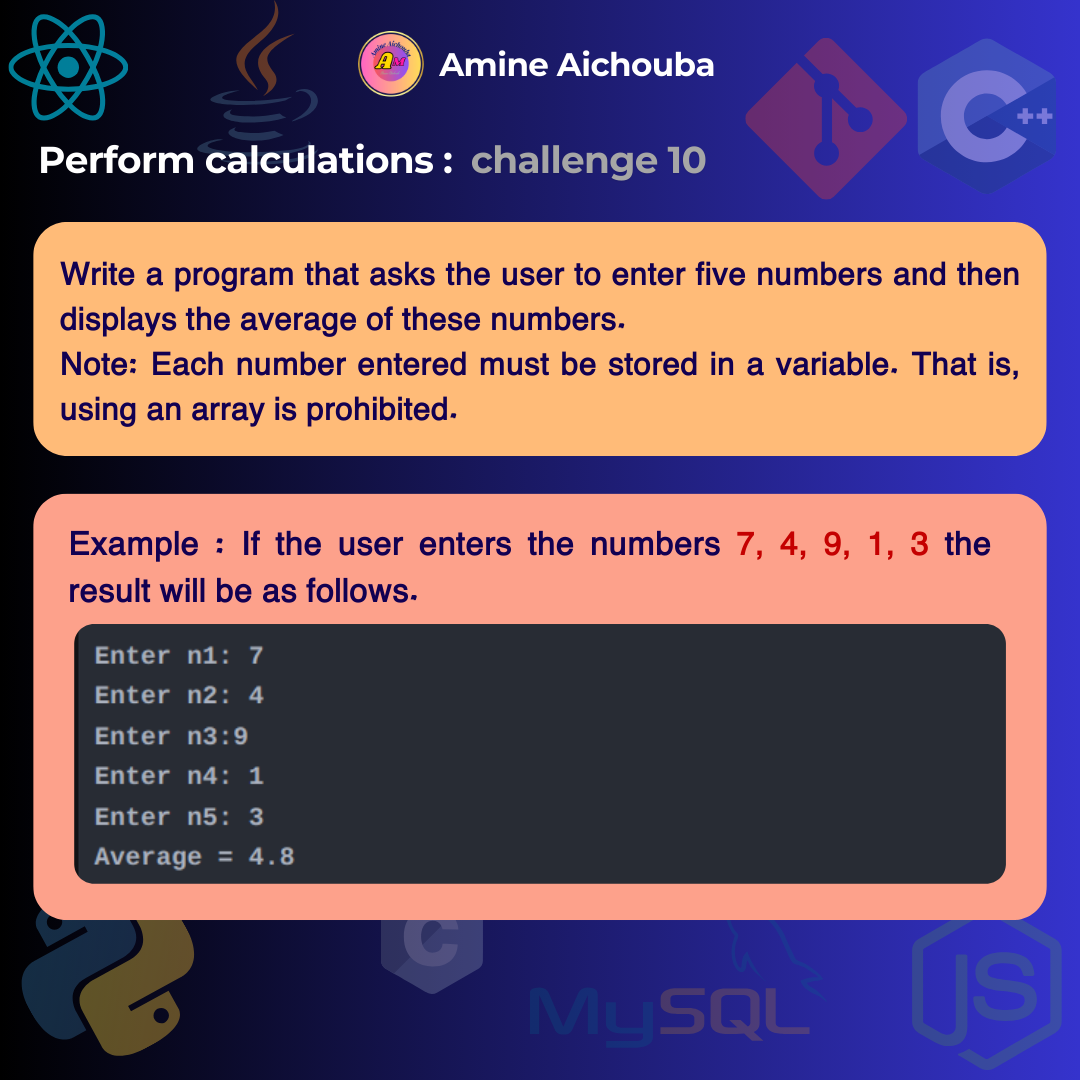 Amine Aichouba
Perform calculations : challenge 10
Write a program that asks the user to enter five numbers and then
displays the average of these numbers.
Note: Each number entered must be stored in a variable. That is,
using an array is prohibited.
Example : If the user enters the numbers 7, 4, 9, 1, 3 the
result will be as follows.
Enter n1: 7
Enter n2: 4
Enter n3:9
Enter n4: 1
Enter n5: 3
Average = 4.8
C++
C
MySQL
JS